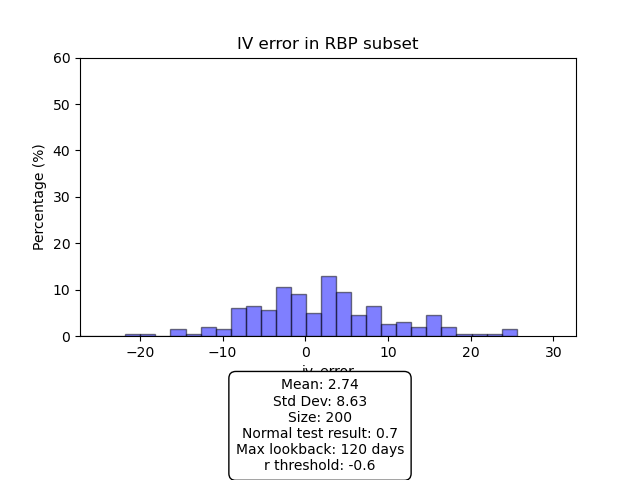 IV error in RBP subset
60
50
40
30
20
10
0
Percentage (%)
−20
−10
0
10
20
30
iv_error
Mean: 2.74
Std Dev: 8.63
Size: 200
Normal test result: 0.7
Max lookback: 120 days
r threshold: -0.6